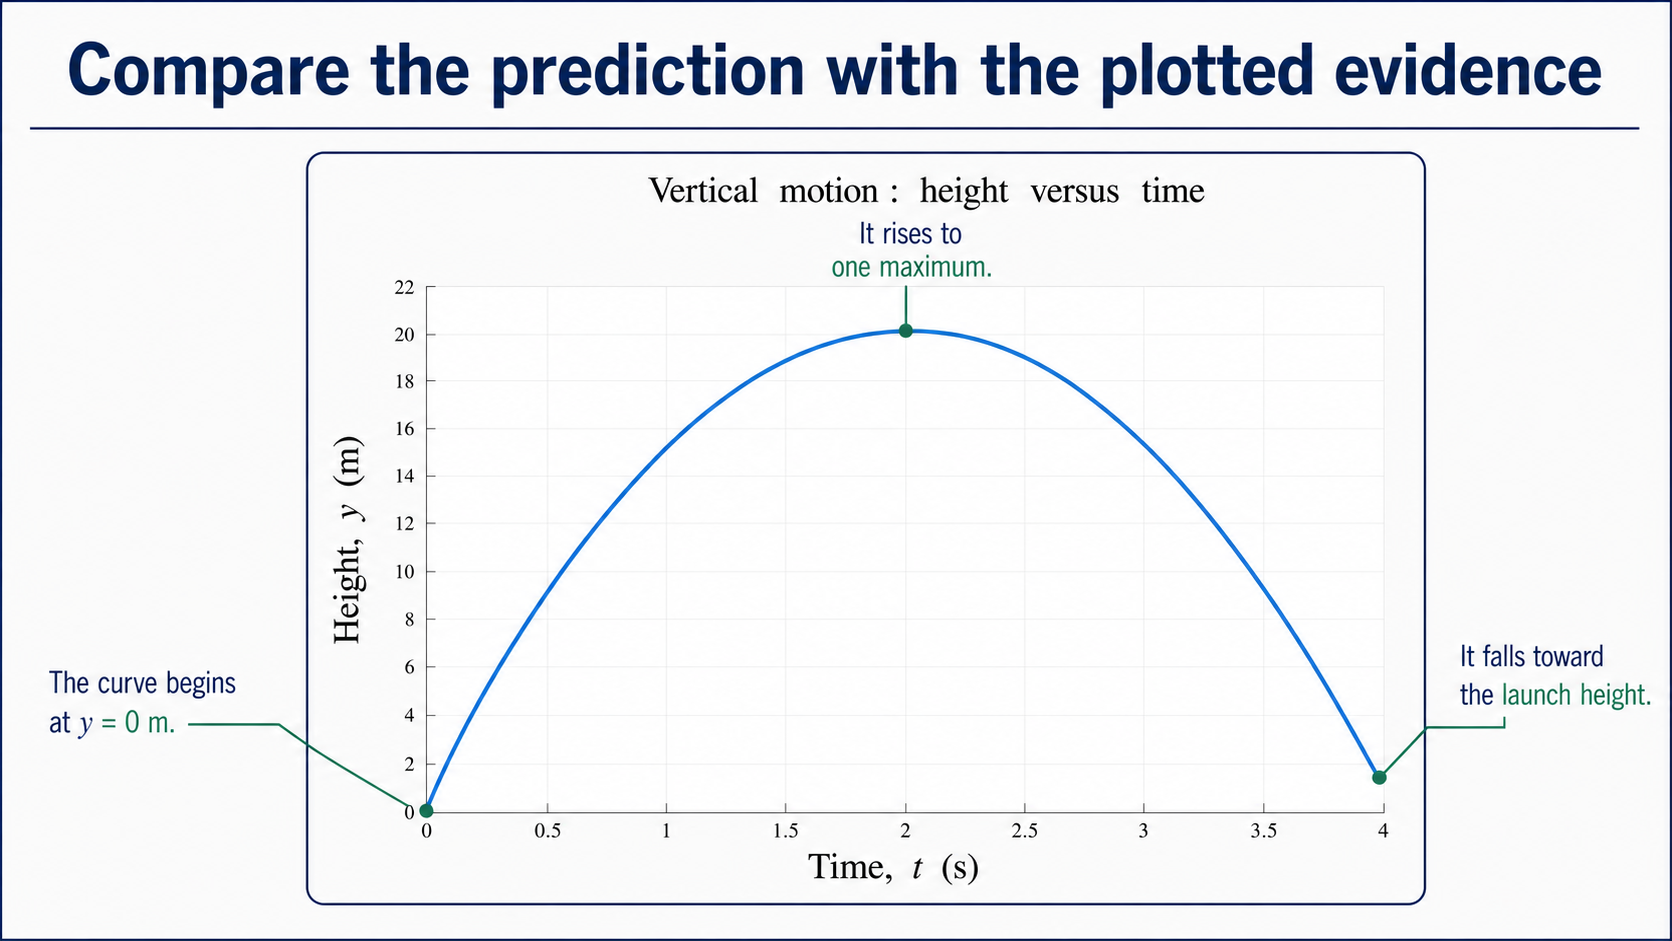 Compare the prediction with the plotted evidence
Vertical motion : height versus time
It rises to
one maximum.
22
20
18
16
14
12
10
8
6
4
2
0
Height, y (m)
The curve begins
at y = 0 m.
It falls toward
the launch height.
0 0.5 1 1.5 2 2.5 3 3.5 4
Time, t (s)